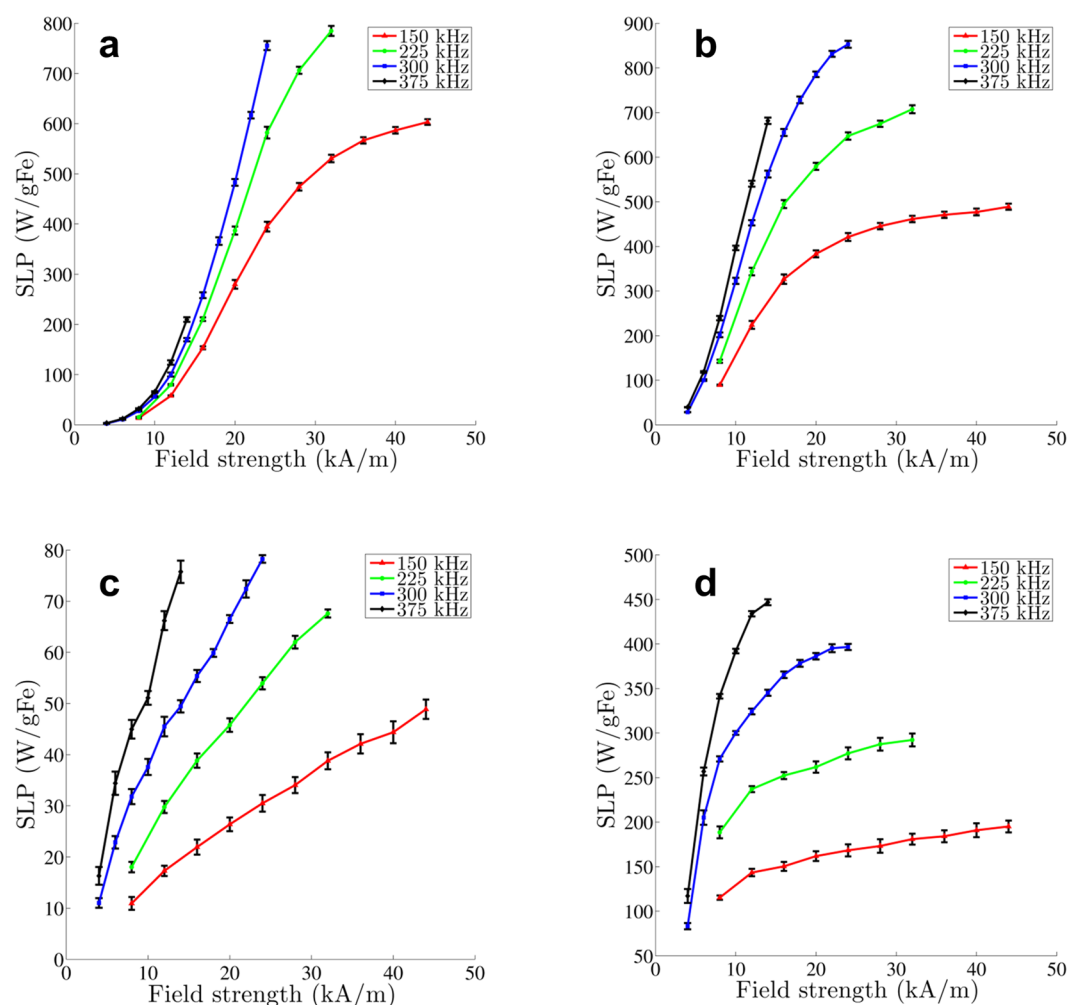 a
150 kHz
225 kHz
300 kHz
375 kHz
SLP (W/gFe)
800
700
600
500
400
300
200
100
0
0 10 20 30 40 50
Field strength (kA/m)
b
150 kHz
225 kHz
300 kHz
375 kHz
SLP (W/gFe)
900
800
700
600
500
400
300
200
100
0
0 10 20 30 40 50
Field strength (kA/m)
c
150 kHz
225 kHz
300 kHz
375 kHz
SLP (W/gFe)
80
70
60
50
40
30
20
10
0
0 10 20 30 40 50
Field strength (kA/m)
d
150 kHz
225 kHz
300 kHz
375 kHz
SLP (W/gFe)
500
450
400
350
300
250
200
150
100
50
0 10 20 30 40 50
Field strength (kA/m)